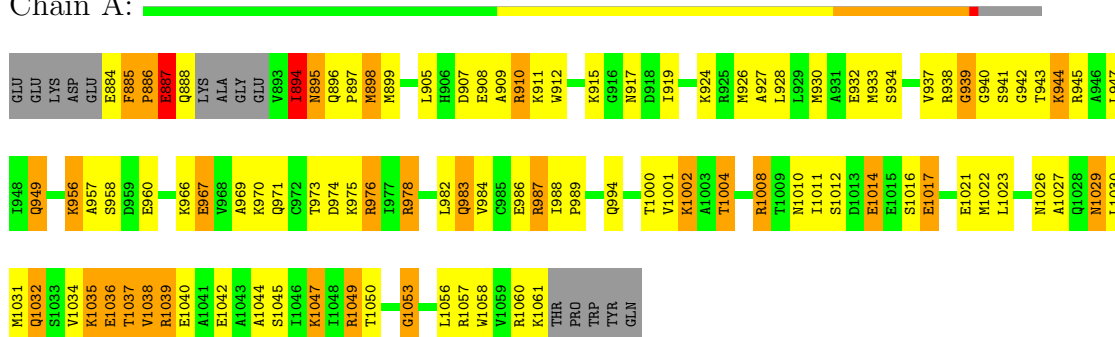 Chain A:
GLU GLU LYS ASP GLU E884 F885 P886 E887 Q888 LYS ALA GLY GLU V893 I894 N895 Q896 P897 M898 M899 L905 H906 D907 E908 A909 R910 K911 W912 K915 G916 N917 D918 I919 K924 R925 M926 A927 L928 L929 M930 A931 E932 M933 S934 V937 R938 G939 G940 S941 G942 T943 K944 R945 A946 L947
I948 Q949 K956 A957 S958 D959 E960 K966 E967 V968 A969 K970 Q971 C972 T973 D974 K975 R976 I977 R978 L982 Q983 V984 C985 E986 R987 I988 P989 Q994 T1000 V1001 K1002 A1003 T1004 R1008 T1009 N1010 I1011 S1012 D1013 E1014 E1015 S1016 E1017 E1021 M1022 L1023 N1026 A1027 Q1028 N1029 L1030
M1031 Q1032 S1033 V1034 K1035 E1036 T1037 V1038 R1039 E1040 A1041 E1042 A1043 A1044 S1045 I1046 K1047 I1048 R1049 T1050 G1053 L1056 R1057 W1058 V1059 R1060 K1061 THR PRO TRP TYR GLN